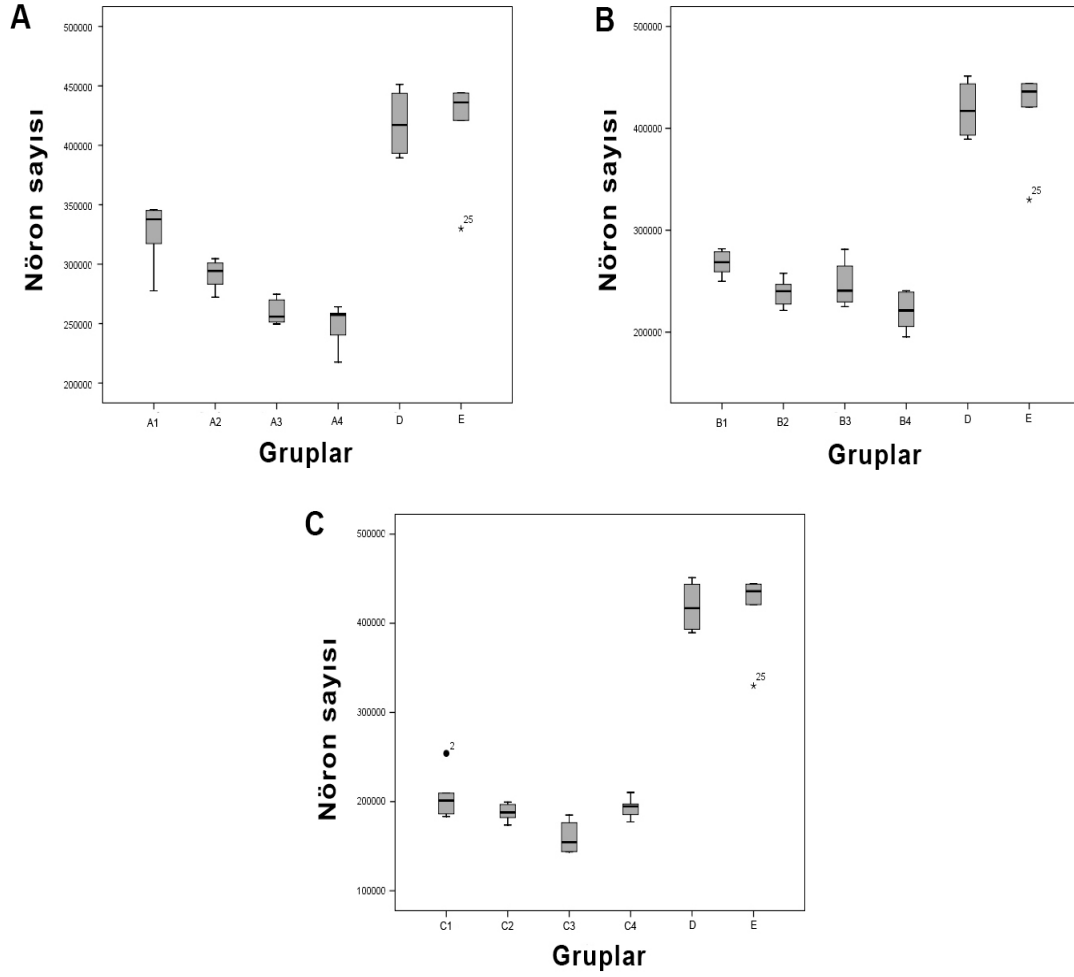 A
Nöron sayısı
500000
450000
400000
350000
300000
250000
200000
25
A1 A2 A3 A4 D E
Gruplar
B
Nöron sayısı
500000
400000
300000
200000
25
B1 B2 B3 B4 D E
Gruplar
C
Nöron sayısı
500000
400000
300000
200000
100000
2
25
C1 C2 C3 C4 D E
Gruplar